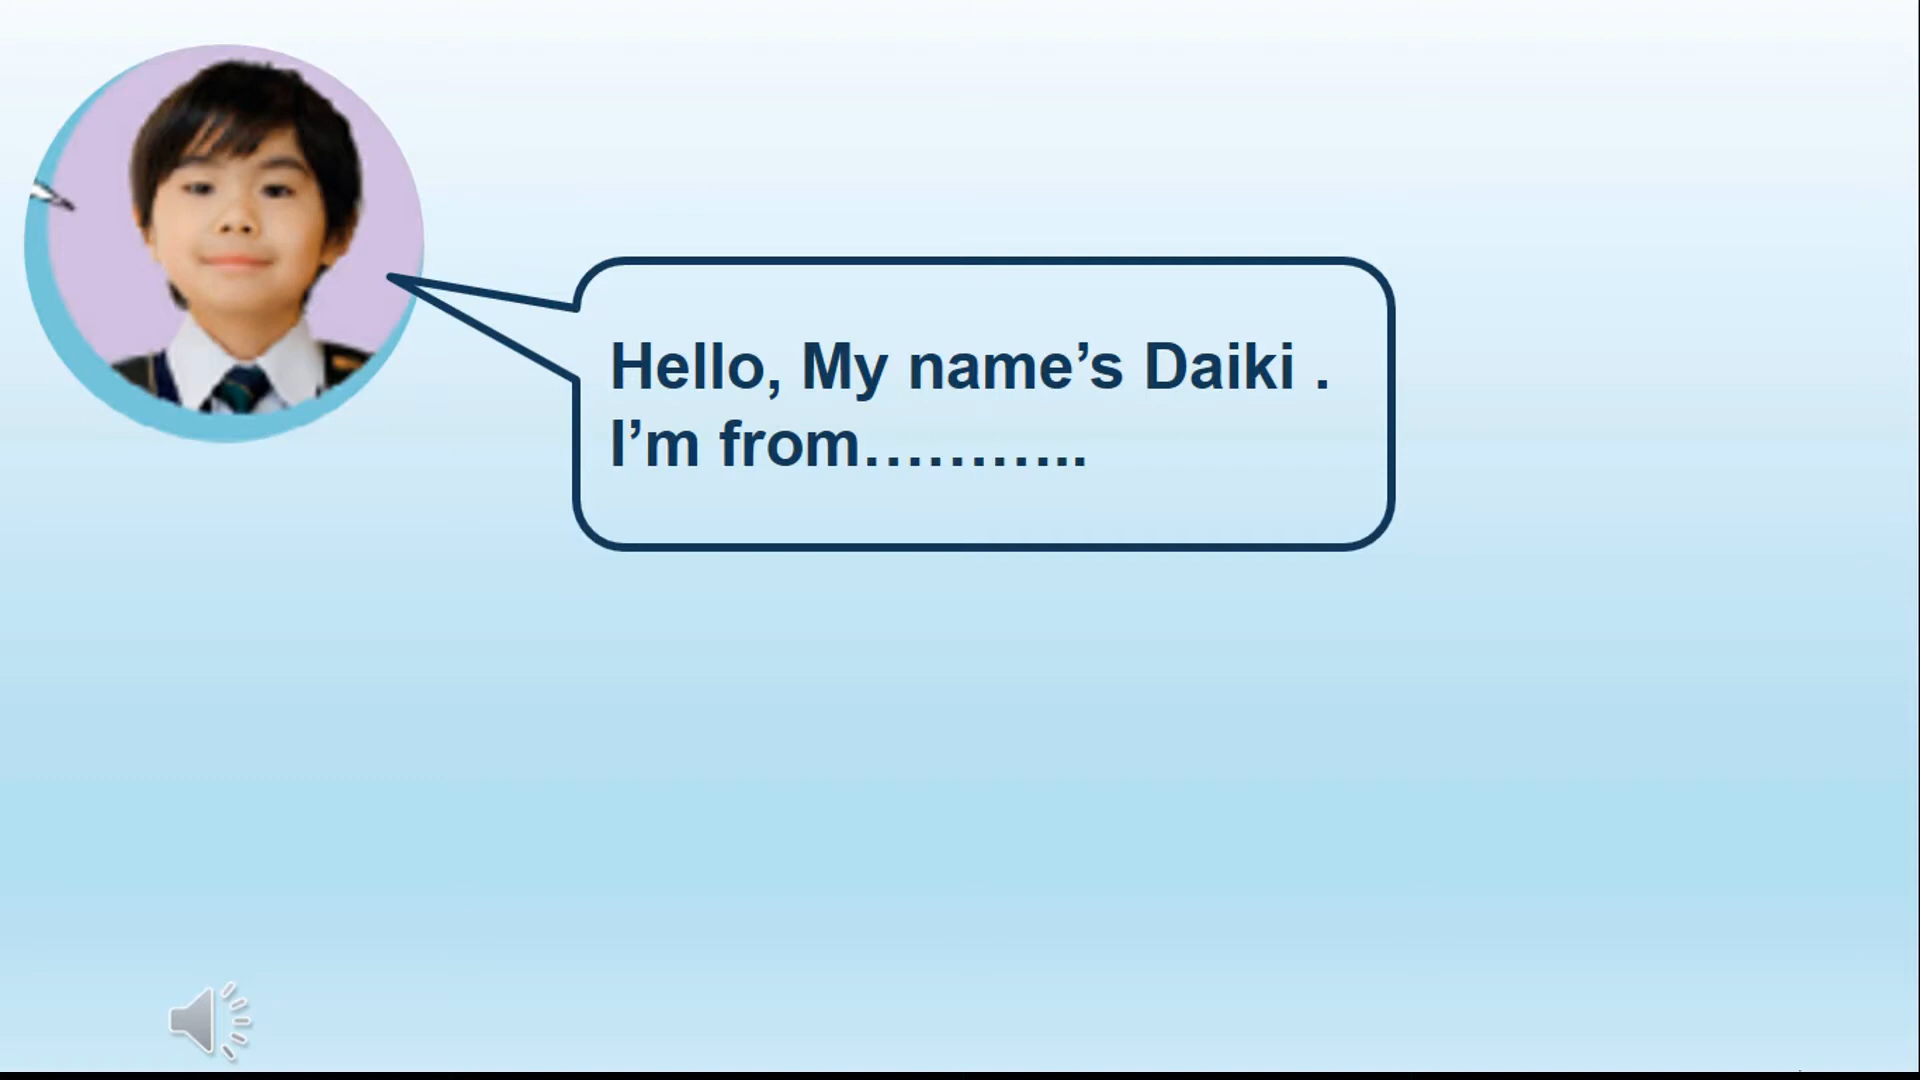 Hello, My name’s Daiki .
I’m from………..